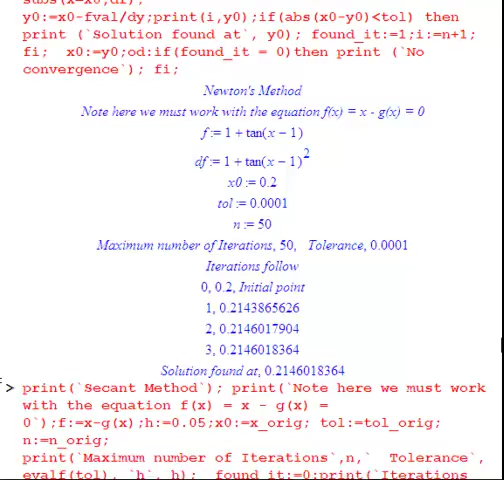 subs(x=x0,df);
y0:=x0-fval/dy;print(i,y0);if(abs(x0-y0)<tol) then
print (`Solution found at`, y0); found_it:=1;i:=n+1;
fi;  x0:=y0;od:if(found_it = 0)then print (`No
convergence`); fi;
Newton's Method
Note here we must work with the equation f(x) = x - g(x) = 0
f := 1 + tan(x − 1)
df := 1 + tan(x − 1)²
x0 := 0.2
tol := 0.0001
n := 50
Maximum number of Iterations, 50,   Tolerance, 0.0001
Iterations follow
0, 0.2, Initial point
1, 0.2143865626
2, 0.2146017904
3, 0.2146018364
Solution found at, 0.2146018364
> print(`Secant Method`); print(`Note here we must work
with the equation f(x) = x - g(x) =
0`);f:=x-g(x);h:=0.05;x0:=x_orig; tol:=tol_orig;
n:=n_orig;
print(`Maximum number of Iterations`,n,`  Tolerance`,
evalf(tol), `h`, h);  found_it:=0;print(`Iterations